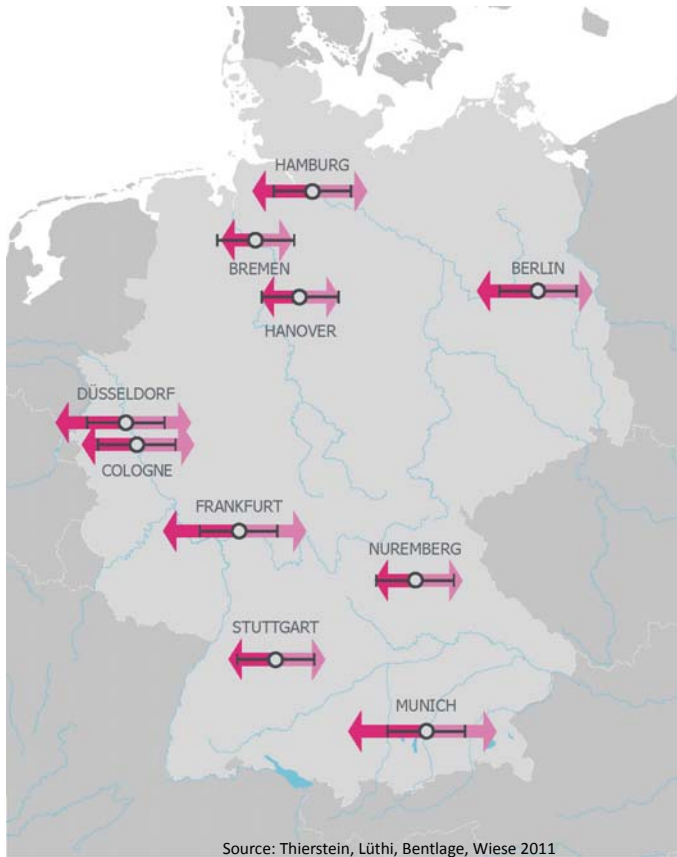 HAMBURG
BREMEN
BERLIN
HANOVER
DÜSSELDORF
COLOGNE
FRANKFURT
NUREMBERG
STUTTGART
MUNICH
Source: Thierstein, Lüthi, Bentlage, Wiese 2011